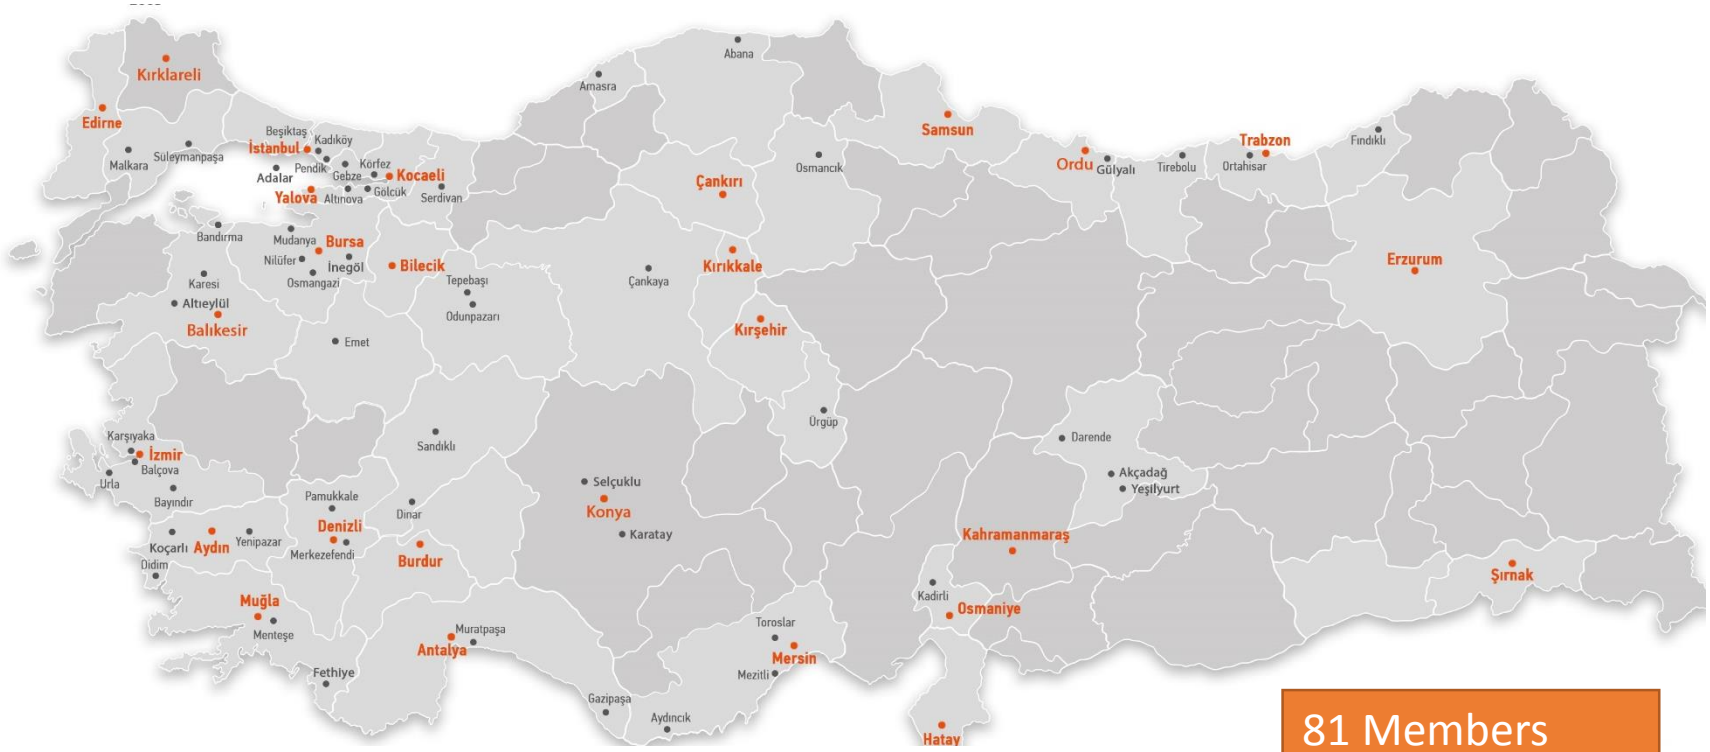 Abana
Kırklareli
Amasra
Edirne
Samsun
Beşiktaş
Kadıköy
İstanbul
Malkara
Süleymanpaşa
Pendik
Körfez
Gebze
Kocaeli
Adalar
Yalova
Altınova
Gölcük
Serdivan
Osmancık
Çankırı
Ordu
Gülyalı
Tirebolu
Trabzon
Ortahisar
Fındıklı
Bandırma
Mudanya
Bursa
Nilüfer
İnegöl
Osmangazi
Bilecik
Tepebaşı
Odunpazarı
Çankaya
Kırıkkale
Erzurum
Karesi
Altıeylül
Balıkesir
Emet
Kırşehir
Ürgüp
Karşıyaka
İzmir
Balçova
Urla
Bayındır
Sandıklı
Darende
Akçadağ
Yeşilyurt
Selçuklu
Konya
Karatay
Pamukkale
Denizli
Merkezefendi
Dinar
Burdur
Koçarlı
Aydın
Yenipazar
Didim
Kahramanmaraş
Şırnak
Kadirli
Osmaniye
Muğla
Menteşe
Fethiye
Antalya
Muratpaşa
Toroslar
Mersin
Mezitli
Gazipaşa
Aydıncık
Hatay
81 Members